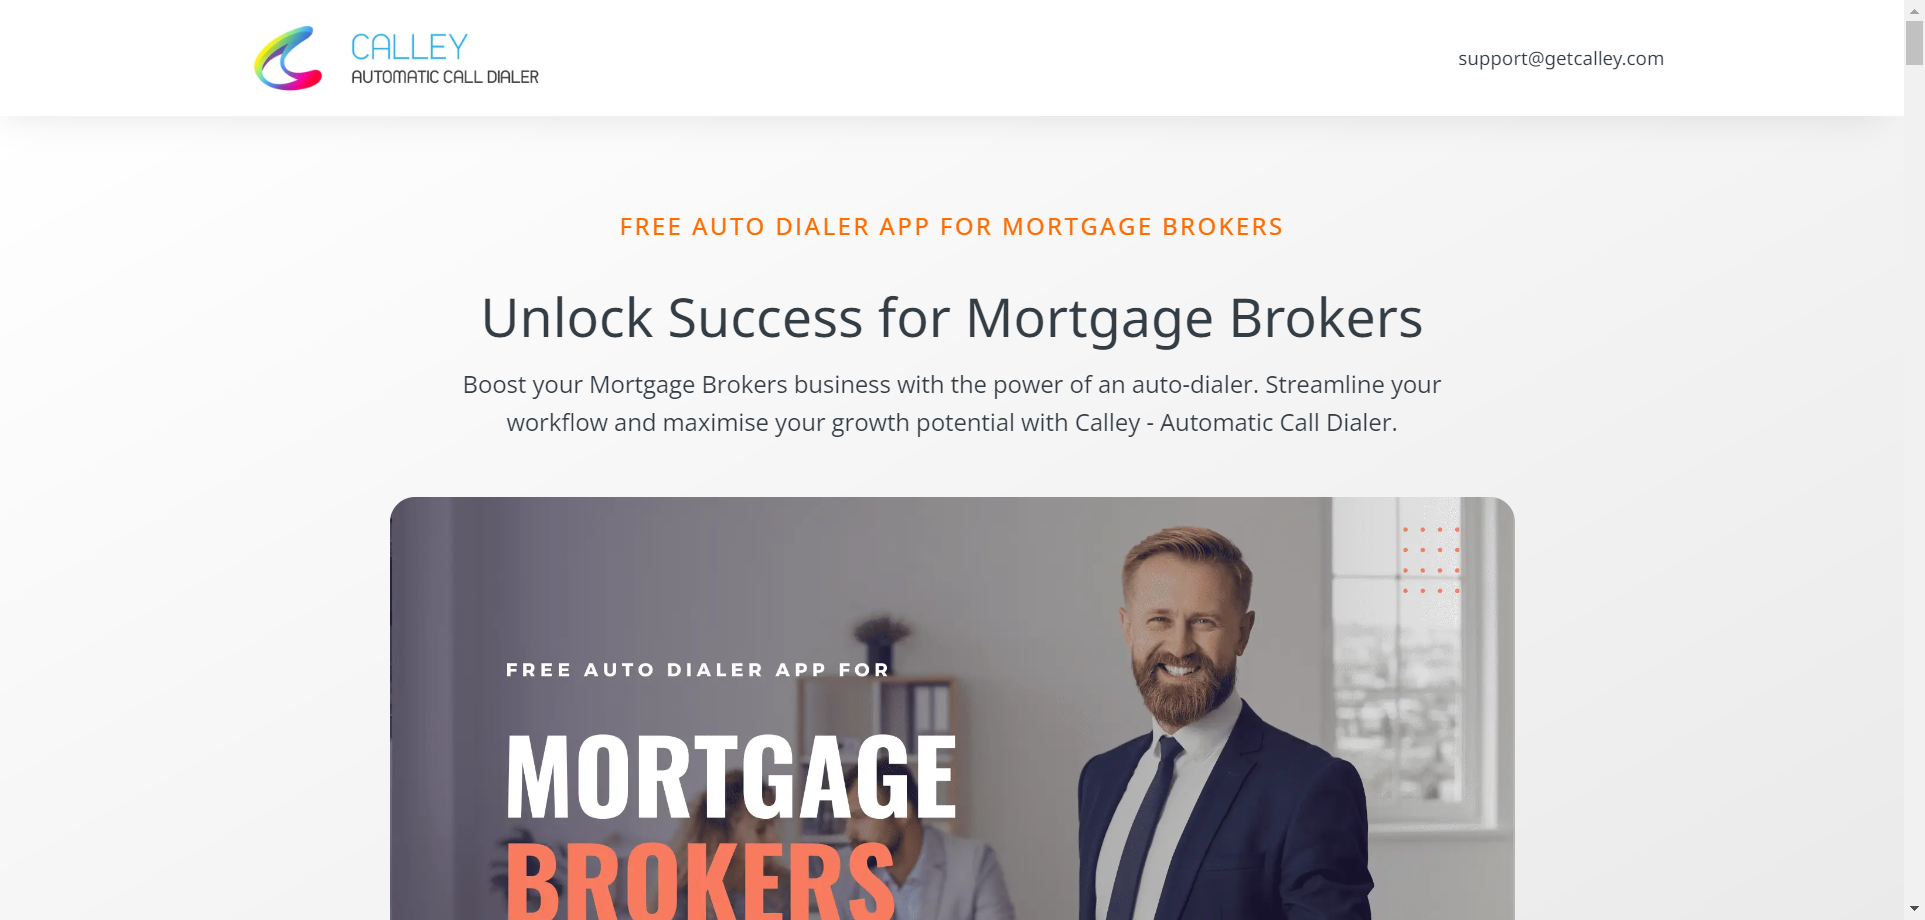 CALLEY
AUTOMATIC CALL DIALER
support@getcalley.com
FREE AUTO DIALER APP FOR MORTGAGE BROKERS
Unlock Success for Mortgage Brokers
Boost your Mortgage Brokers business with the power of an auto-dialer. Streamline your
workflow and maximise your growth potential with Calley - Automatic Call Dialer.
FREE AUTO DIALER APP FOR
MORTGAGE
BROKERS